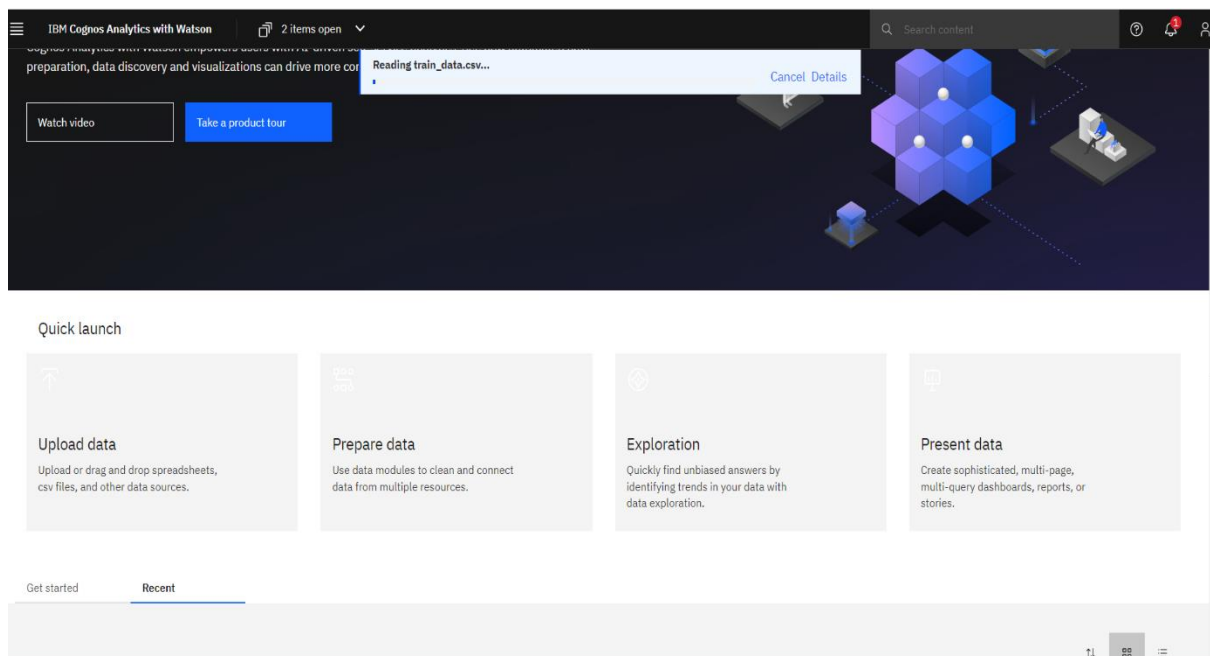 IBM Cognos Analytics with Watson
2 items open
Search content
1
preparation, data discovery and visualizations can drive more cor
Reading train_data.csv...
Cancel Details
Watch video
Take a product tour
Quick launch
Upload data
Upload or drag and drop spreadsheets,
csv files, and other data sources.
Prepare data
Use data modules to clean and connect
data from multiple resources.
Exploration
Quickly find unbiased answers by
identifying trends in your data with
data exploration.
Present data
Create sophisticated, multi-page,
multi-query dashboards, reports, or
stories.
Get started
Recent